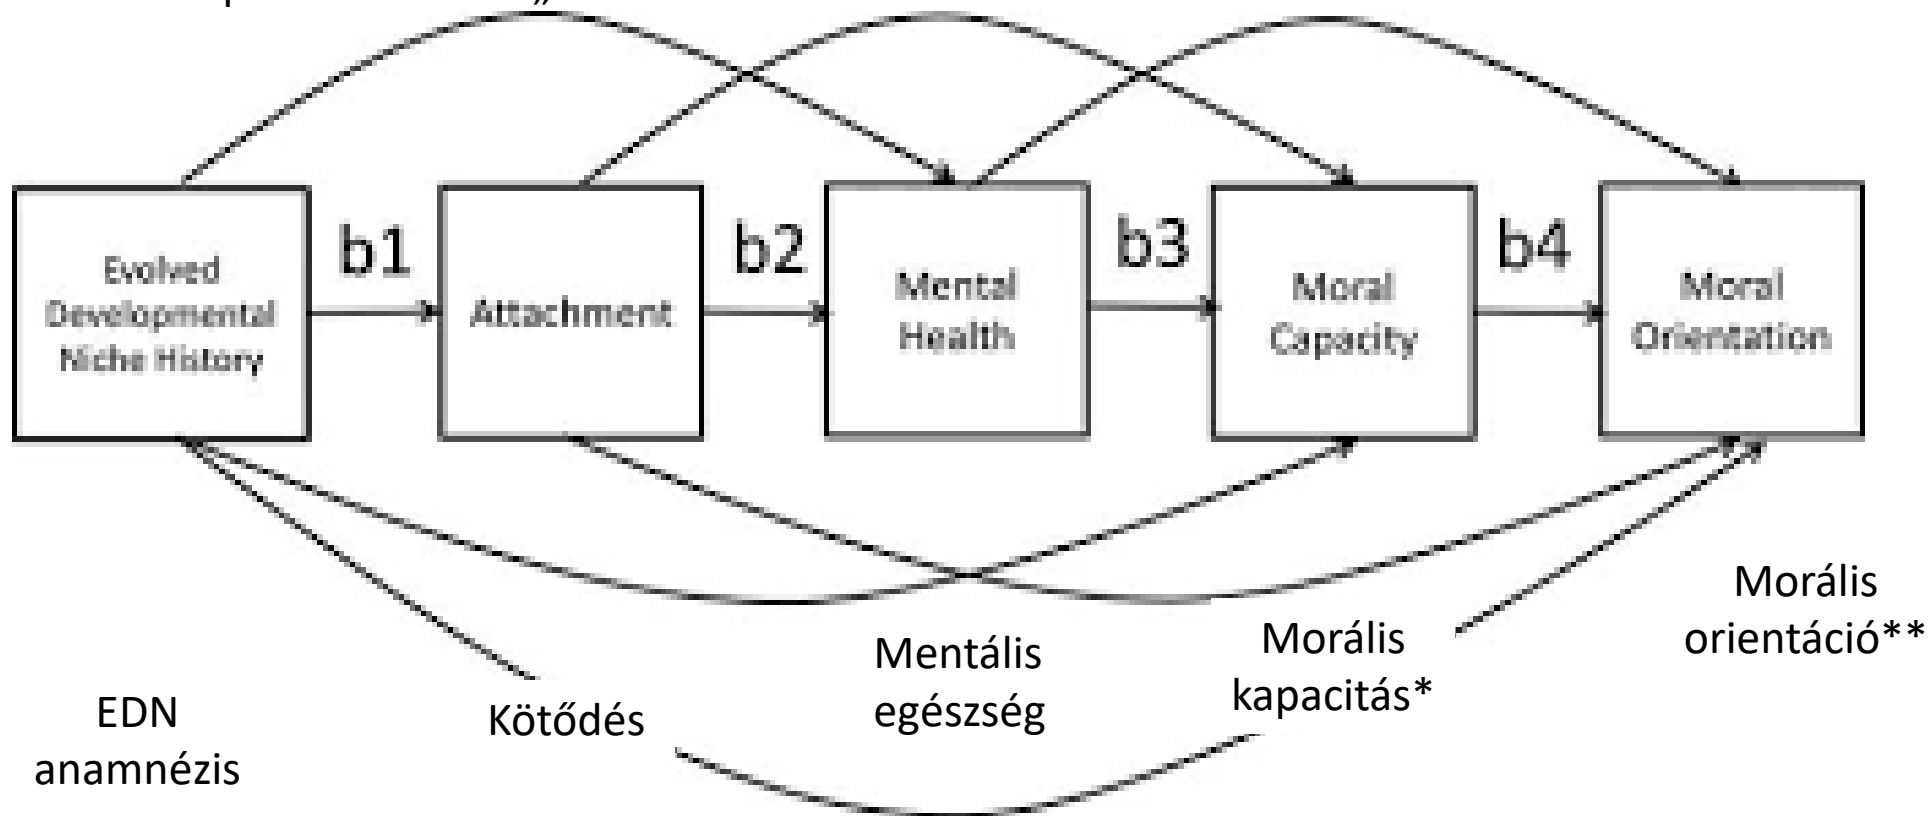 b1
b2
b3
b4
Evolved
Developmental
Niche History
Attachment
Mental
Health
Moral
Capacity
Moral
Orientation
EDN
anamnézis
Kötődés
Mentális
egészség
Morális
kapacitás*
Morális
orientáció**